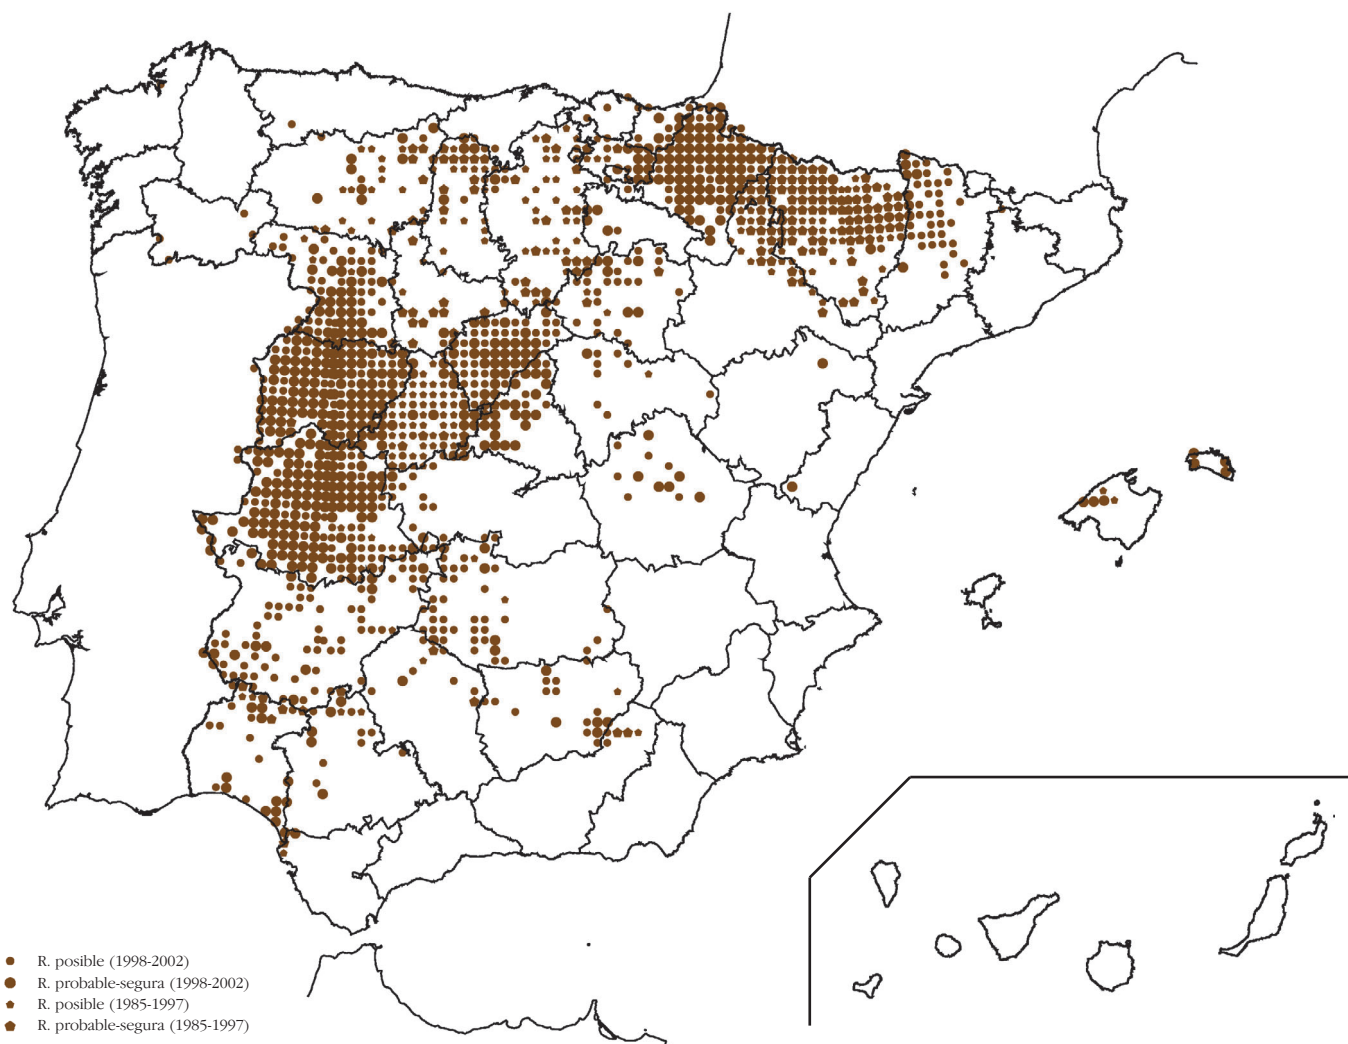 R. posible (1998-2002)
R. probable-segura (1998-2002)
R. posible (1985-1997)
R. probable-segura (1985-1997)